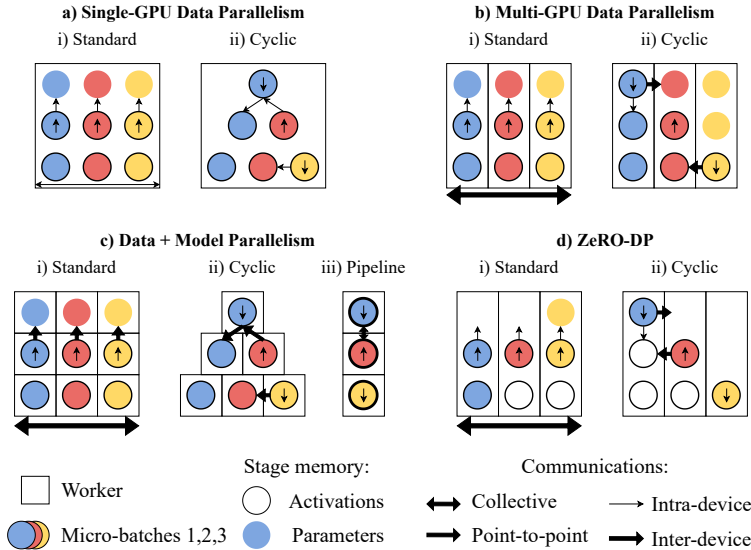 a) Single-GPU Data Parallelism
b) Multi-GPU Data Parallelism
i) Standard
ii) Cyclic
i) Standard
ii) Cyclic
c) Data + Model Parallelism
d) ZeRO-DP
i) Standard
ii) Cyclic
iii) Pipeline
i) Standard
ii) Cyclic
Stage memory:
Communications:
Worker
Activations
Collective
Intra-device
Micro-batches 1,2,3
Parameters
Point-to-point
Inter-device